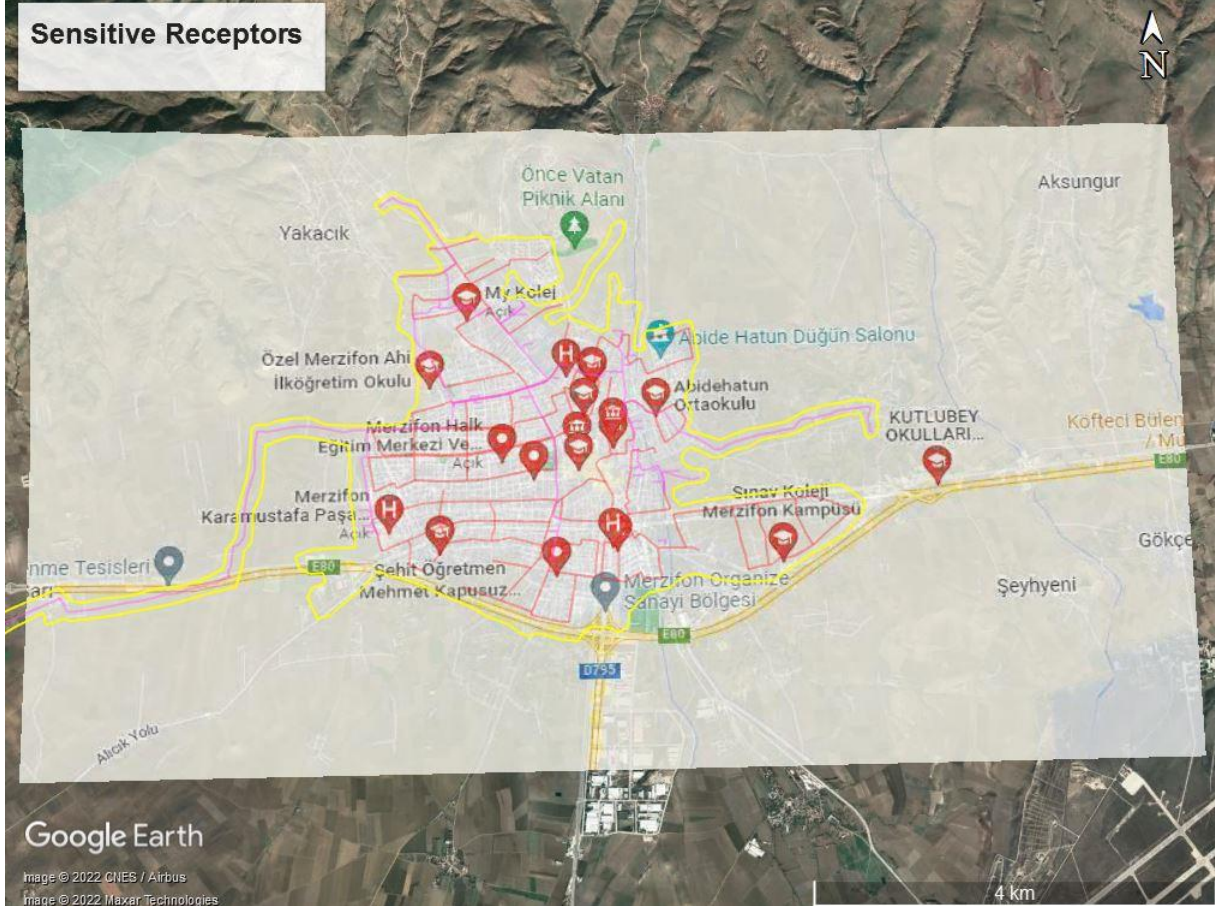 Sensitive Receptors
N
Önce Vatan
Piknik Alanı
Aksungur
Yakacık
My Kolej
Açık
Abide Hatun Düğün Salonu
Özel Merzifon Ahi
İlköğretim Okulu
H
Abidehatun
Ortaokulu
KUTLUBEY
OKULLARI...
Köfteci Bülen
/ Mu
E80
Merzifon Halk
Eğitim Merkezi Ve...
Açık
Merzifon
Karamustafa Paşa...
Açık
H
Sınav Koleji
Merzifon Kampüsü
H
Gökçe
nme Tesisleri
sarı
E80
Şehit Öğretmen
Mehmet Kapusuz...
Merzifon Organize
Sanayi Bölgesi
Şeyhyeni
E80
D795
Alıcık Yolu
Google Earth
Image © 2022 CNES / Airbus
Image © 2022 Maxar Technologies
4 km